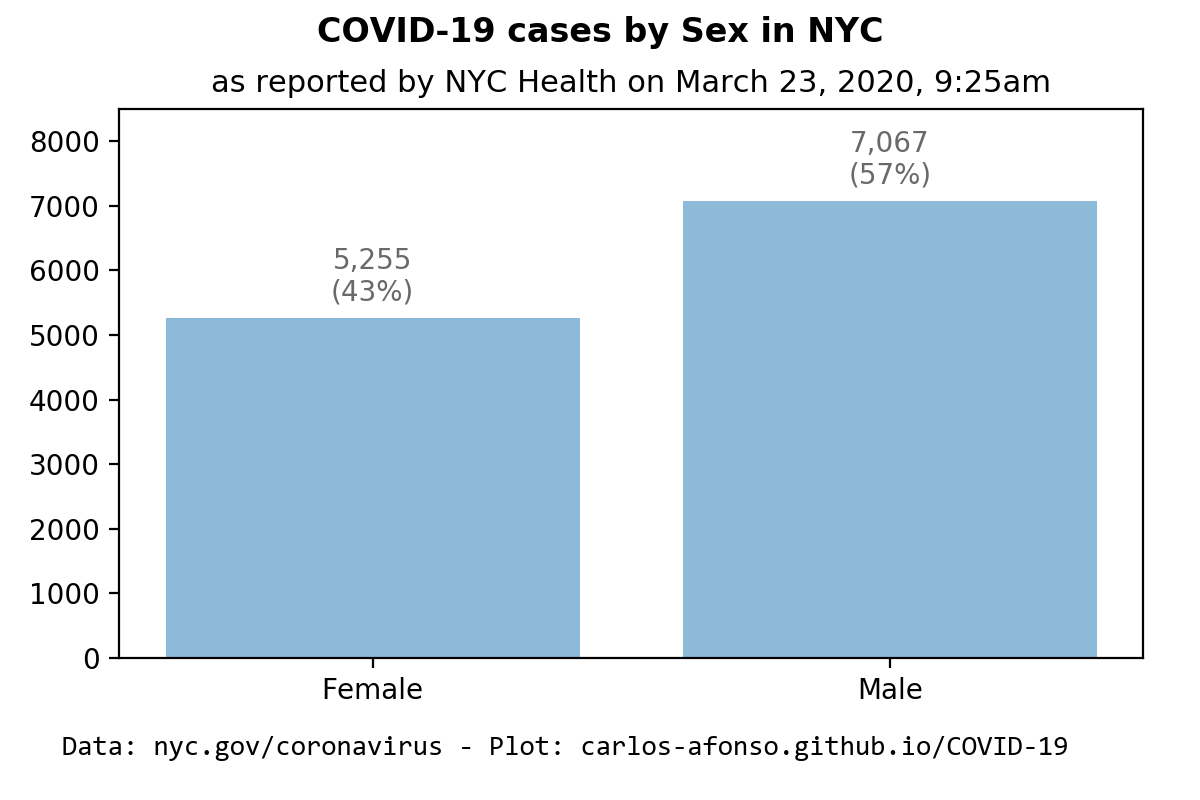 COVID-19 cases by Sex in NYC
as reported by NYC Health on March 23, 2020, 9:25am
8000
7000
6000
5000
4000
3000
2000
1000
0
5,255
(43%)
7,067
(57%)
Female
Male
Data: nyc.gov/coronavirus - Plot: carlos-afonso.github.io/COVID-19